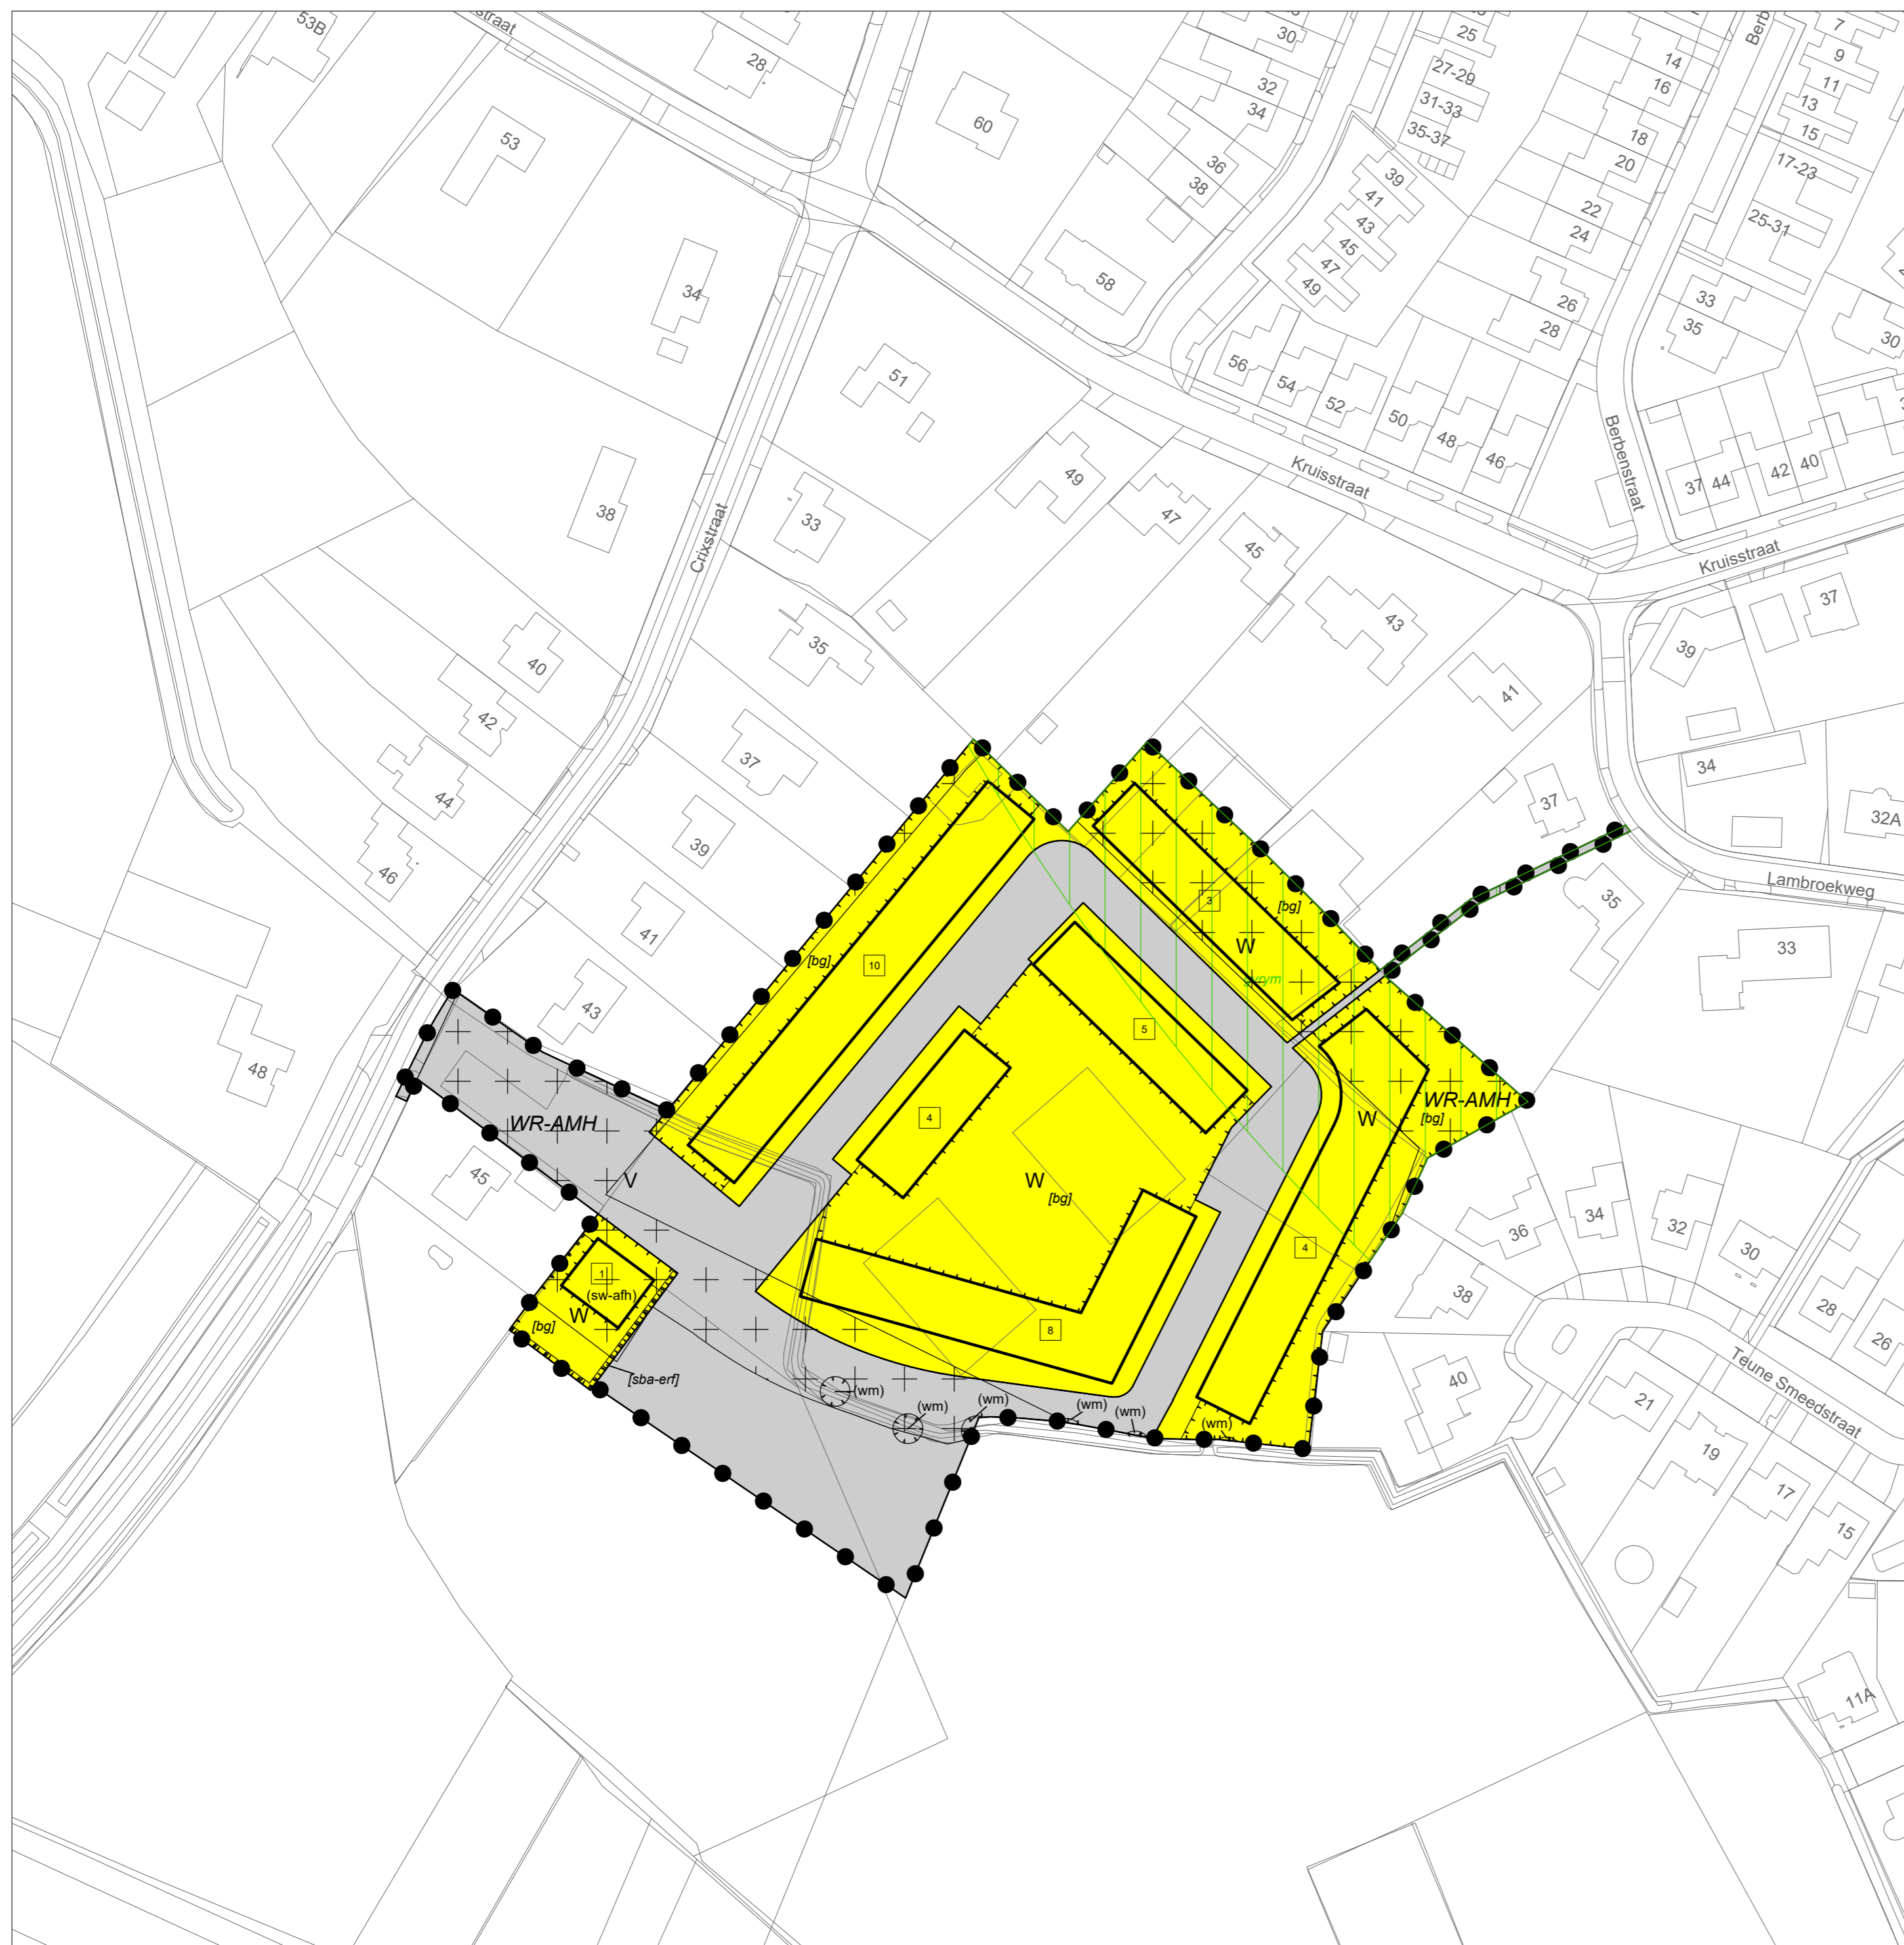 53B
straat
28
30
25
Berb
7
14
9
27-29
32
16
11
34
31-33
13
60
35-37
18
15
53
36
20
17-23
38
39
41
22
25-31
43
24
45
58
47
34
49
26
33
28
35
30
56
51
54
52
50
Berbenstraat
48
46
42
40
Kruisstraat
49
37
44
38
33
47
Crixstraat
45
Kruisstraat
37
43
35
39
40
41
42
37
34
44
37
32A
39
46
Lambroekweg
35
3
[bg]
41
W
33
[bg]
10
43
5
48
WR-AMH
WR-AMH
[bg]
4
W
45
V
W
[bg]
34
32
36
30
4
1
(sw-afh)
38
28
W
[bg]
8
26
Teune Smeedstraat
[sba-erf]
40
(wm)
(wm)
(wm)
(wm)
(wm)
(wm)
21
19
17
15
11A